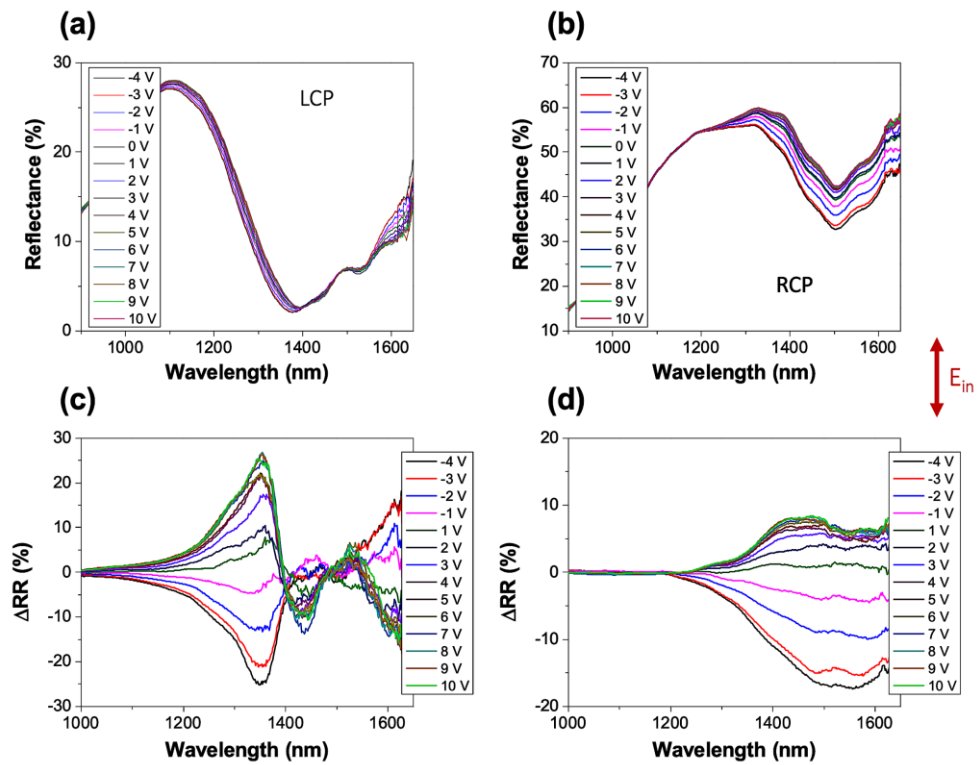 (a)
Reflectance (%)
30
20
10
0
-4 V
-3 V
-2 V
-1 V
0 V
1 V
2 V
3 V
4 V
5 V
6 V
7 V
8 V
9 V
10 V
LCP
1000 1200 1400 1600
Wavelength (nm)
(b)
Reflectance (%)
70
60
50
40
30
20
10
-4 V
-3 V
-2 V
-1 V
0 V
1 V
2 V
3 V
4 V
5 V
6 V
7 V
8 V
9 V
10 V
RCP
1000 1200 1400 1600
Wavelength (nm)
E_in
(c)
ΔRR (%)
30
20
10
0
-10
-20
-30
-4 V
-3 V
-2 V
-1 V
1 V
2 V
3 V
4 V
5 V
6 V
7 V
8 V
9 V
10 V
1000 1200 1400 1600
Wavelength (nm)
(d)
ΔRR (%)
20
10
0
-10
-20
-4 V
-3 V
-2 V
-1 V
1 V
2 V
3 V
4 V
5 V
6 V
7 V
8 V
9 V
10 V
1000 1200 1400 1600
Wavelength (nm)